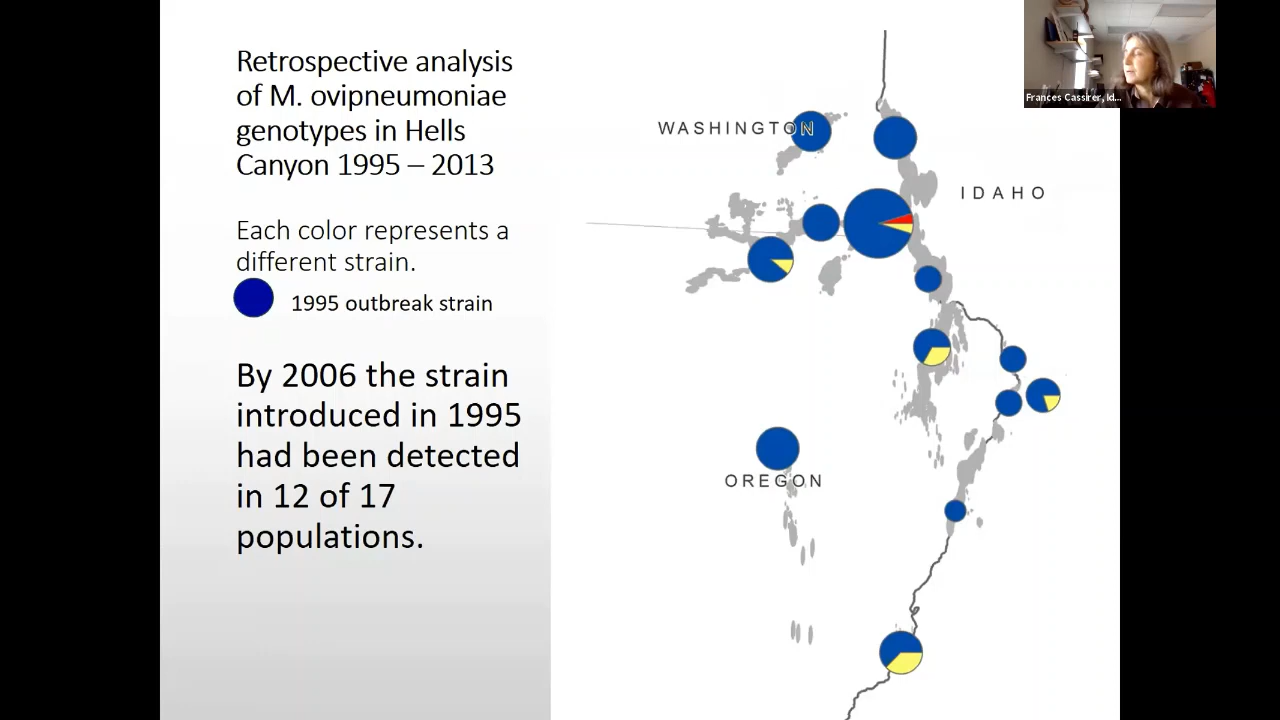 Retrospective analysis
of M. ovipneumoniae
genotypes in Hells
Canyon 1995 – 2013
Each color represents a
different strain.
1995 outbreak strain
By 2006 the strain
introduced in 1995
had been detected
in 12 of 17
populations.
WASHINGTON
IDAHO
OREGON
Frances Cassirer, Id...